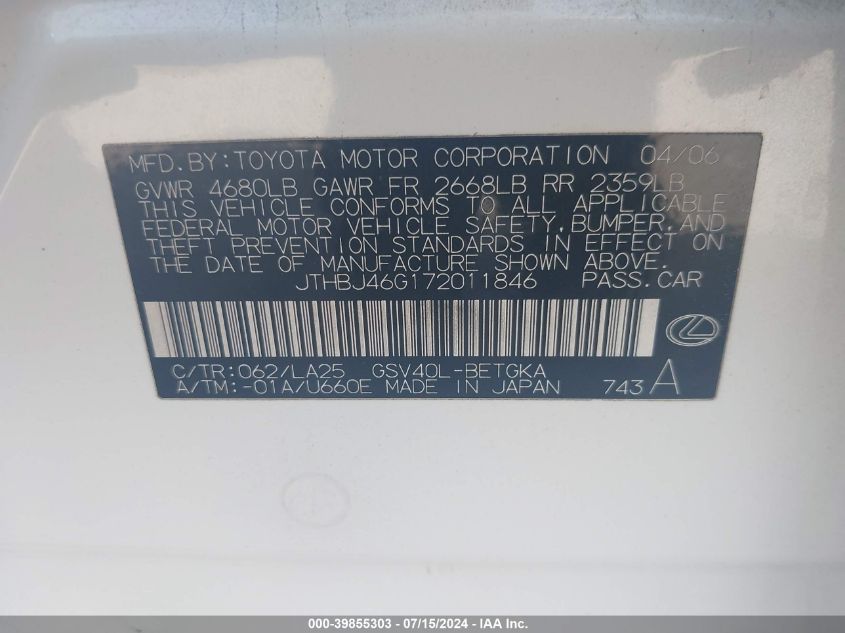 MFD.BY:TOYOTA MOTOR CORPORATION 04/06
GVWR 4680LB GAWR FR 2668LB RR 2359LB
THIS VEHICLE CONFORMS TO ALL APPLICABLE
FEDERAL MOTOR VEHICLE SAFETY,BUMPER,AND
THEFT PREVENTION STANDARDS IN EFFECT ON
THE DATE OF MANUFACTURE SHOWN ABOVE.
JTHBJ46G172011846 PASS.CAR
C/TR:062/LA25 GSV40L-BETGKA
A/TM:-01A/U660E MADE IN JAPAN 743 A
000-39855303 - 07/15/2024 - IAA Inc.